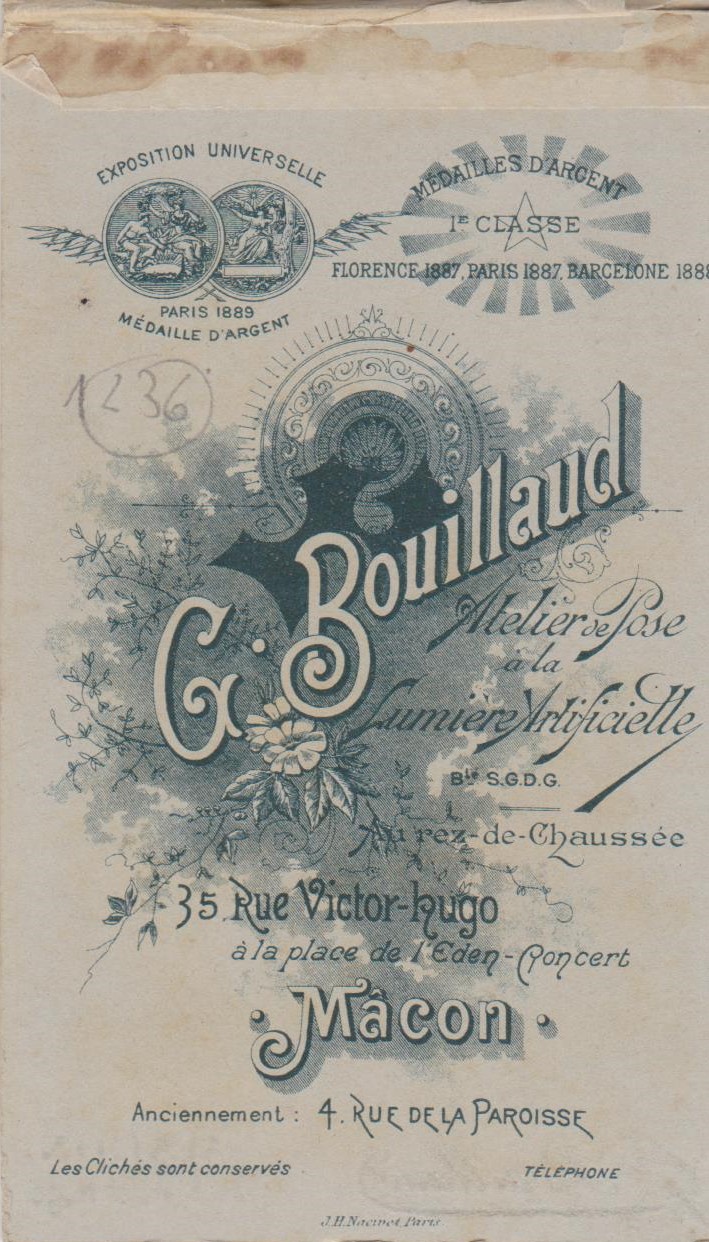 EXPOSITION UNIVERSELLE
PARIS 1889
MÉDAILLE D'ARGENT
MÉDAILLES D'ARGENT
1E CLASSE
FLORENCE 1887, PARIS 1887, BARCELONE 1888
1236
G. Bouillaud
Atelier de Pose
à la
Lumière Artificielle
Bté S.G.D.G.
Au rez-de-Chaussée
35, Rue Victor-hugo
à la place de l'Eden-Concert
Mâcon
Anciennement : 4. RUE DE LA PAROISSE
Les Clichés sont conservés
TÉLÉPHONE
J.H. Paris